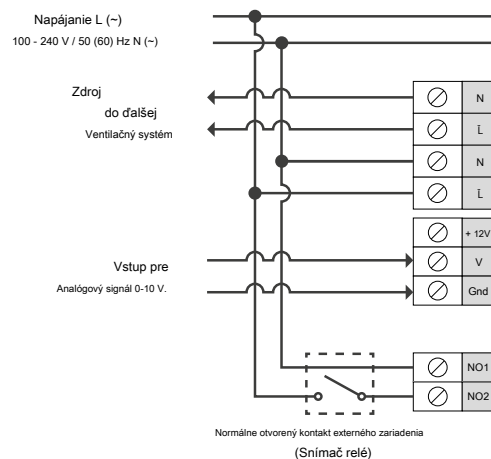 Napájanie L (~)
100 - 240 V / 50 (60) Hz N (~)
Zdroj
do ďalšej
Ventilačný systém
N
L
N
L
+ 12V
V
Gnd
Vstup pre
Analógový signál 0-10 V.
NO1
NO2
Normálne otvorený kontakt externého zariadenia
(Snímač relé)